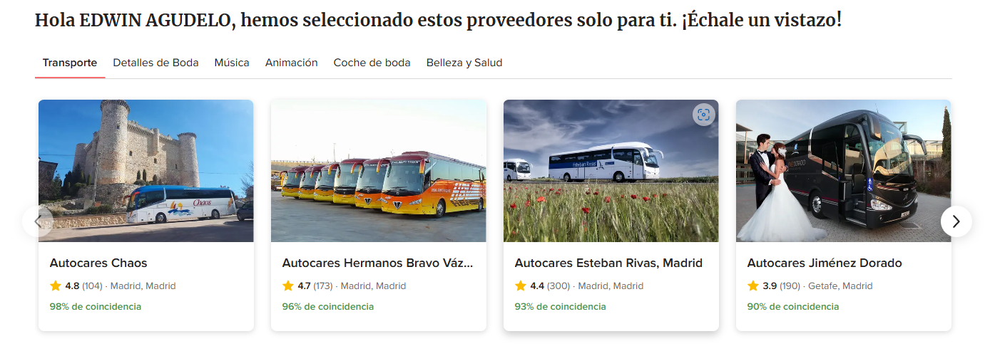 Hola EDWIN AGUDELO, hemos seleccionado estos proveedores solo para ti. ¡Échale un vistazo!
Transporte
Detalles de Boda
Música
Animación
Coche de boda
Belleza y Salud
Chaos
Esteban Rivas
DORADO
Autocares Chaos
4.8 (104) · Madrid, Madrid
98% de coincidencia
Autocares Hermanos Bravo Váz...
4.7 (173) · Madrid, Madrid
96% de coincidencia
Autocares Esteban Rivas, Madrid
4.4 (300) · Madrid, Madrid
93% de coincidencia
Autocares Jiménez Dorado
3.9 (190) · Getafe, Madrid
90% de coincidencia